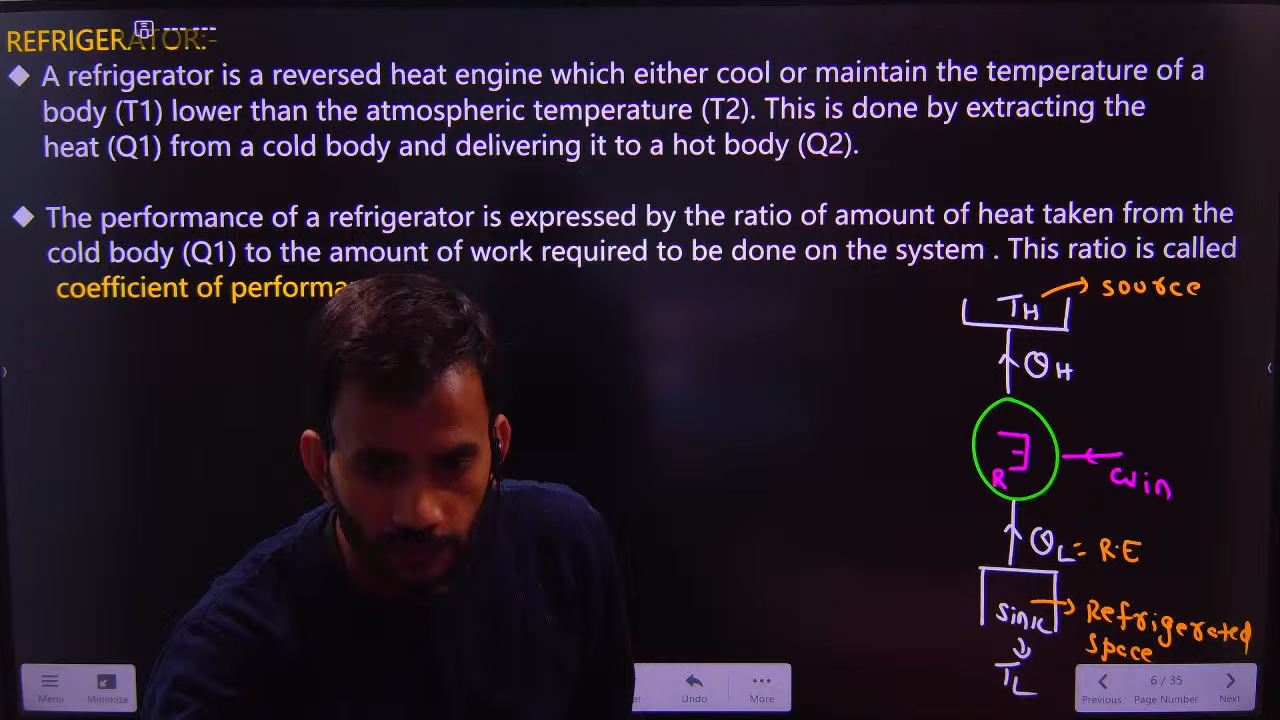 REFRIGERATOR:-
A refrigerator is a reversed heat engine which either cool or maintain the temperature of a
body (T1) lower than the atmospheric temperature (T2). This is done by extracting the
heat (Q1) from a cold body and delivering it to a hot body (Q2).
The performance of a refrigerator is expressed by the ratio of amount of heat taken from the
cold body (Q1) to the amount of work required to be done on the system . This ratio is called
coefficient of performa
TH source
QH
E
R
Win
QL = R.E
Sink Refrigerated
space
TL
Menu Minimize Undo More Previous 6 / 35 Page Number Next